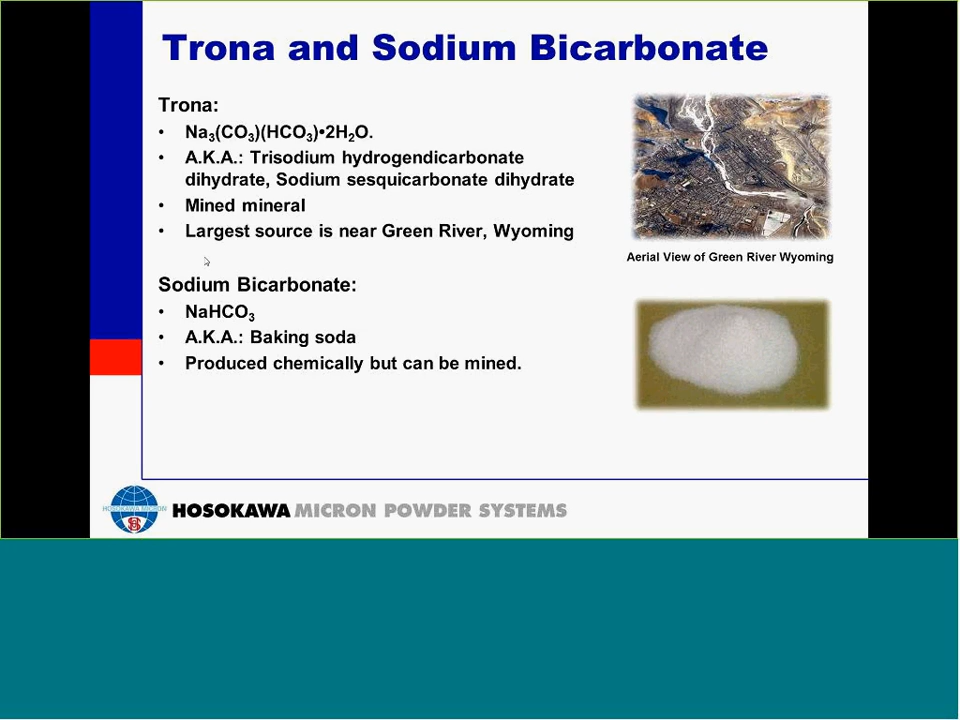 Trona and Sodium Bicarbonate
Trona:
• Na₃(CO₃)(HCO₃)•2H₂O.
• A.K.A.: Trisodium hydrogendicarbonate
dihydrate, Sodium sesquicarbonate dihydrate
• Mined mineral
• Largest source is near Green River, Wyoming
Aerial View of Green River Wyoming
Sodium Bicarbonate:
• NaHCO₃
• A.K.A.: Baking soda
• Produced chemically but can be mined.
HOSOKAWA MICRON
HOSOKAWA MICRON POWDER SYSTEMS